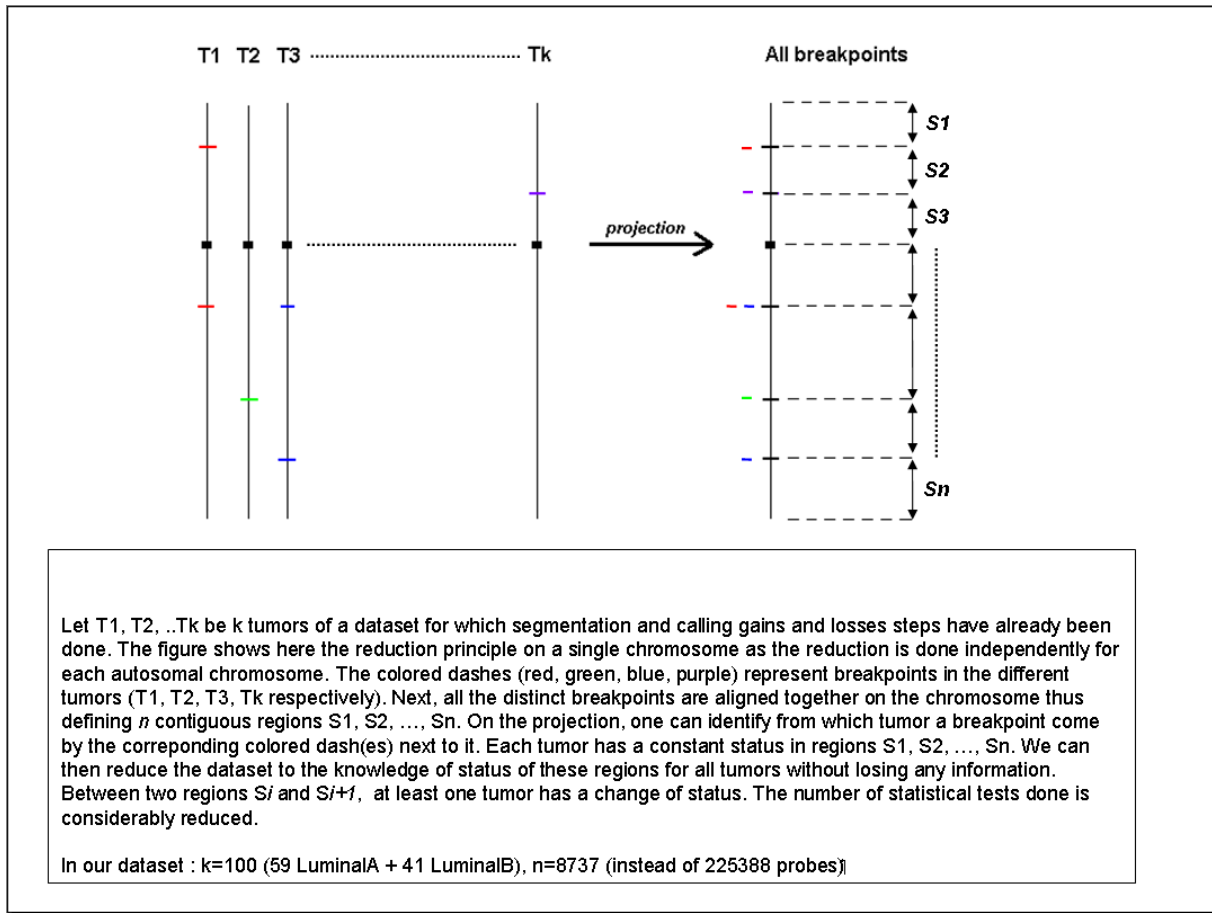 T1 T2 T3 Tk All breakpoints
S1
S2
S3
projection
Sn
Let T1, T2, ..Tk be k tumors of a dataset for which segmentation and calling gains and losses steps have already been
done. The figure shows here the reduction principle on a single chromosome as the reduction is done independently for
each autosomal chromosome. The colored dashes (red, green, blue, purple) represent breakpoints in the different
tumors (T1, T2, T3, Tk respectively). Next, all the distinct breakpoints are aligned together on the chromosome thus
defining n contiguous regions S1, S2, ..., Sn. On the projection, one can identify from which tumor a breakpoint come
by the correponding colored dash(es) next to it. Each tumor has a constant status in regions S1, S2, ..., Sn. We can
then reduce the dataset to the knowledge of status of these regions for all tumors without losing any information.
Between two regions Si and Si+1, at least one tumor has a change of status. The number of statistical tests done is
considerably reduced.
In our dataset : k=100 (59 LuminalA + 41 LuminalB), n=8737 (instead of 225388 probes)